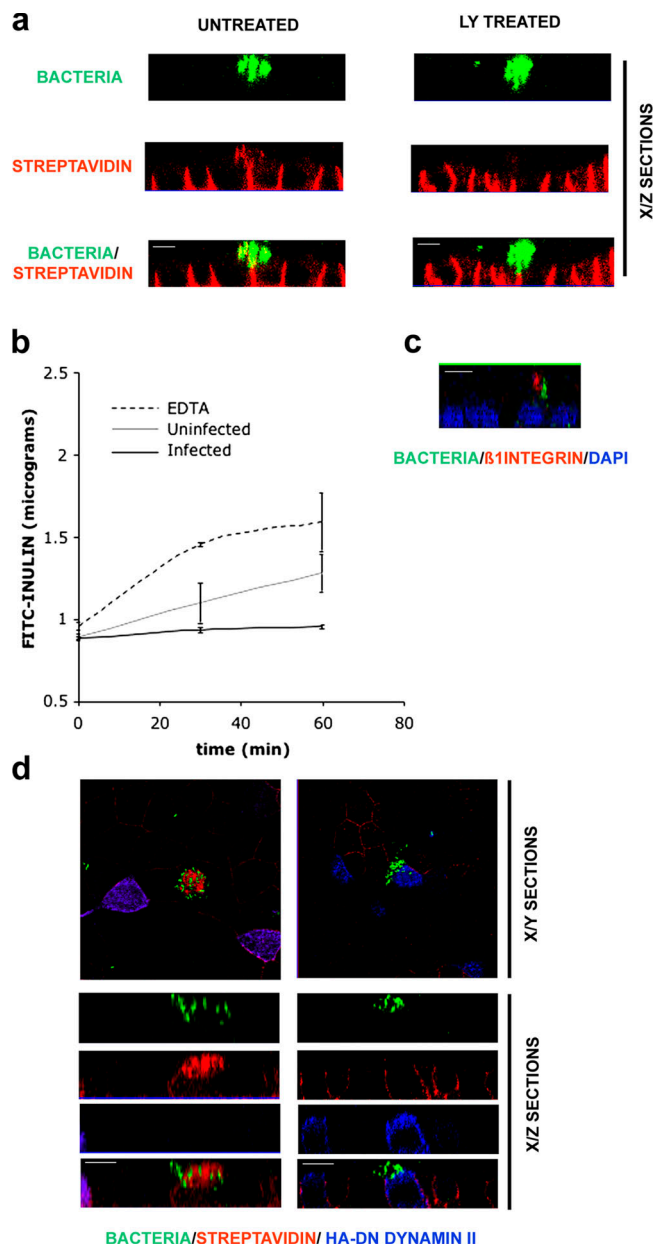 a
UNTREATED
LY TREATED
BACTERIA
STREPTAVIDIN
BACTERIA/
STREPTAVIDIN
X/Z SECTIONS
b
c
2.5
2
1.5
1
0.5
FITC-INULIN (micrograms)
EDTA
Uninfected
Infected
0
20
40
60
80
time (min)
BACTERIA/ß1INTEGRIN/DAPI
d
X/Y SECTIONS
X/Z SECTIONS
BACTERIA/STREPTAVIDIN/ HA-DN DYNAMIN II